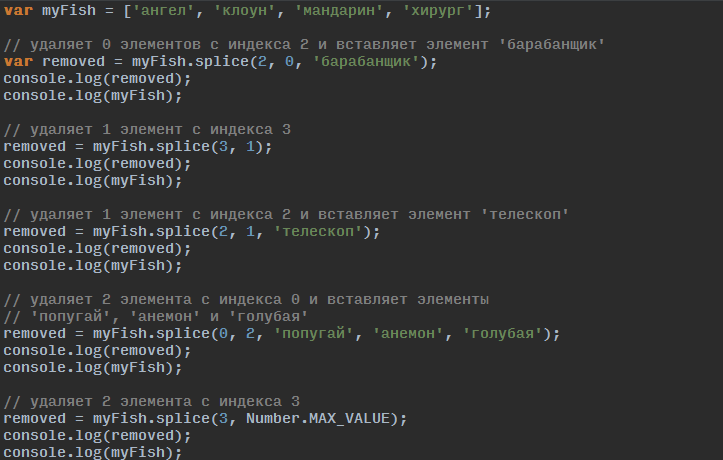 var myFish = ['ангел', 'клоун', 'мандарин', 'хирург'];
// удаляет 0 элементов с индекса 2 и вставляет элемент 'барабанщик'
var removed = myFish.splice(2, 0, 'барабанщик');
console.log(removed);
console.log(myFish);
// удаляет 1 элемент с индекса 3
removed = myFish.splice(3, 1);
console.log(removed);
console.log(myFish);
// удаляет 1 элемент с индекса 2 и вставляет элемент 'телескоп'
removed = myFish.splice(2, 1, 'телескоп');
console.log(removed);
console.log(myFish);
// удаляет 2 элемента с индекса 0 и вставляет элементы
// 'попугай', 'анемон' и 'голубая'
removed = myFish.splice(0, 2, 'попугай', 'анемон', 'голубая');
console.log(removed);
console.log(myFish);
// удаляет 2 элемента с индекса 3
removed = myFish.splice(3, Number.MAX_VALUE);
console.log(removed);
console.log(myFish);